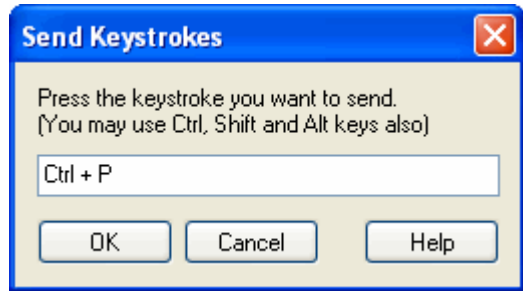 Send Keystrokes
Press the keystroke you want to send.
(You may use Ctrl, Shift and Alt keys also)
Ctrl + P
OK Cancel Help